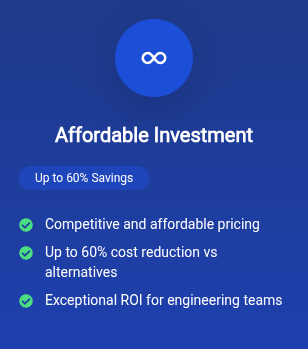 ∞
Affordable Investment
Up to 60% Savings
Competitive and affordable pricing
Up to 60% cost reduction vs
alternatives
Exceptional ROI for engineering teams